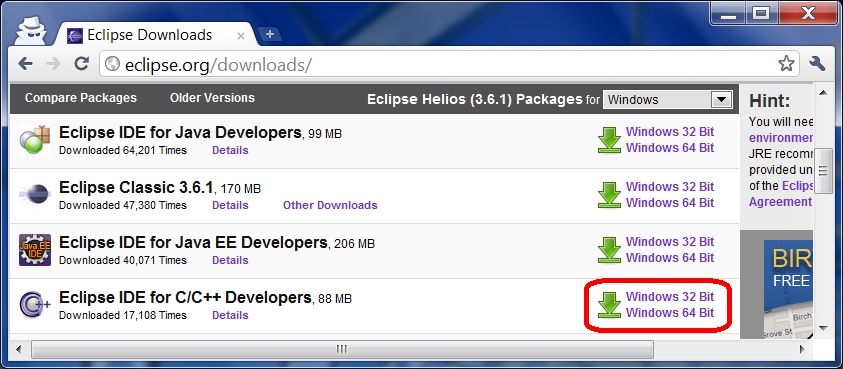 Eclipse Downloads
eclipse.org/downloads/
Compare Packages Older Versions Eclipse Helios (3.6.1) Packages for Windows
Eclipse IDE for Java Developers, 99 MB
Downloaded 64,201 Times Details
Windows 32 Bit
Windows 64 Bit
Eclipse Classic 3.6.1, 170 MB
Downloaded 47,380 Times Details Other Downloads
Windows 32 Bit
Windows 64 Bit
Java EE
IDE
Eclipse IDE for Java EE Developers, 206 MB
Downloaded 40,071 Times Details
Windows 32 Bit
Windows 64 Bit
C++
Eclipse IDE for C/C++ Developers, 88 MB
Downloaded 17,108 Times Details
Windows 32 Bit
Windows 64 Bit
Hint:
You will nee
environmen
JRE recomm
provided un
of the Eclips
Agreement
BIR
FREE
Birch
Grove St